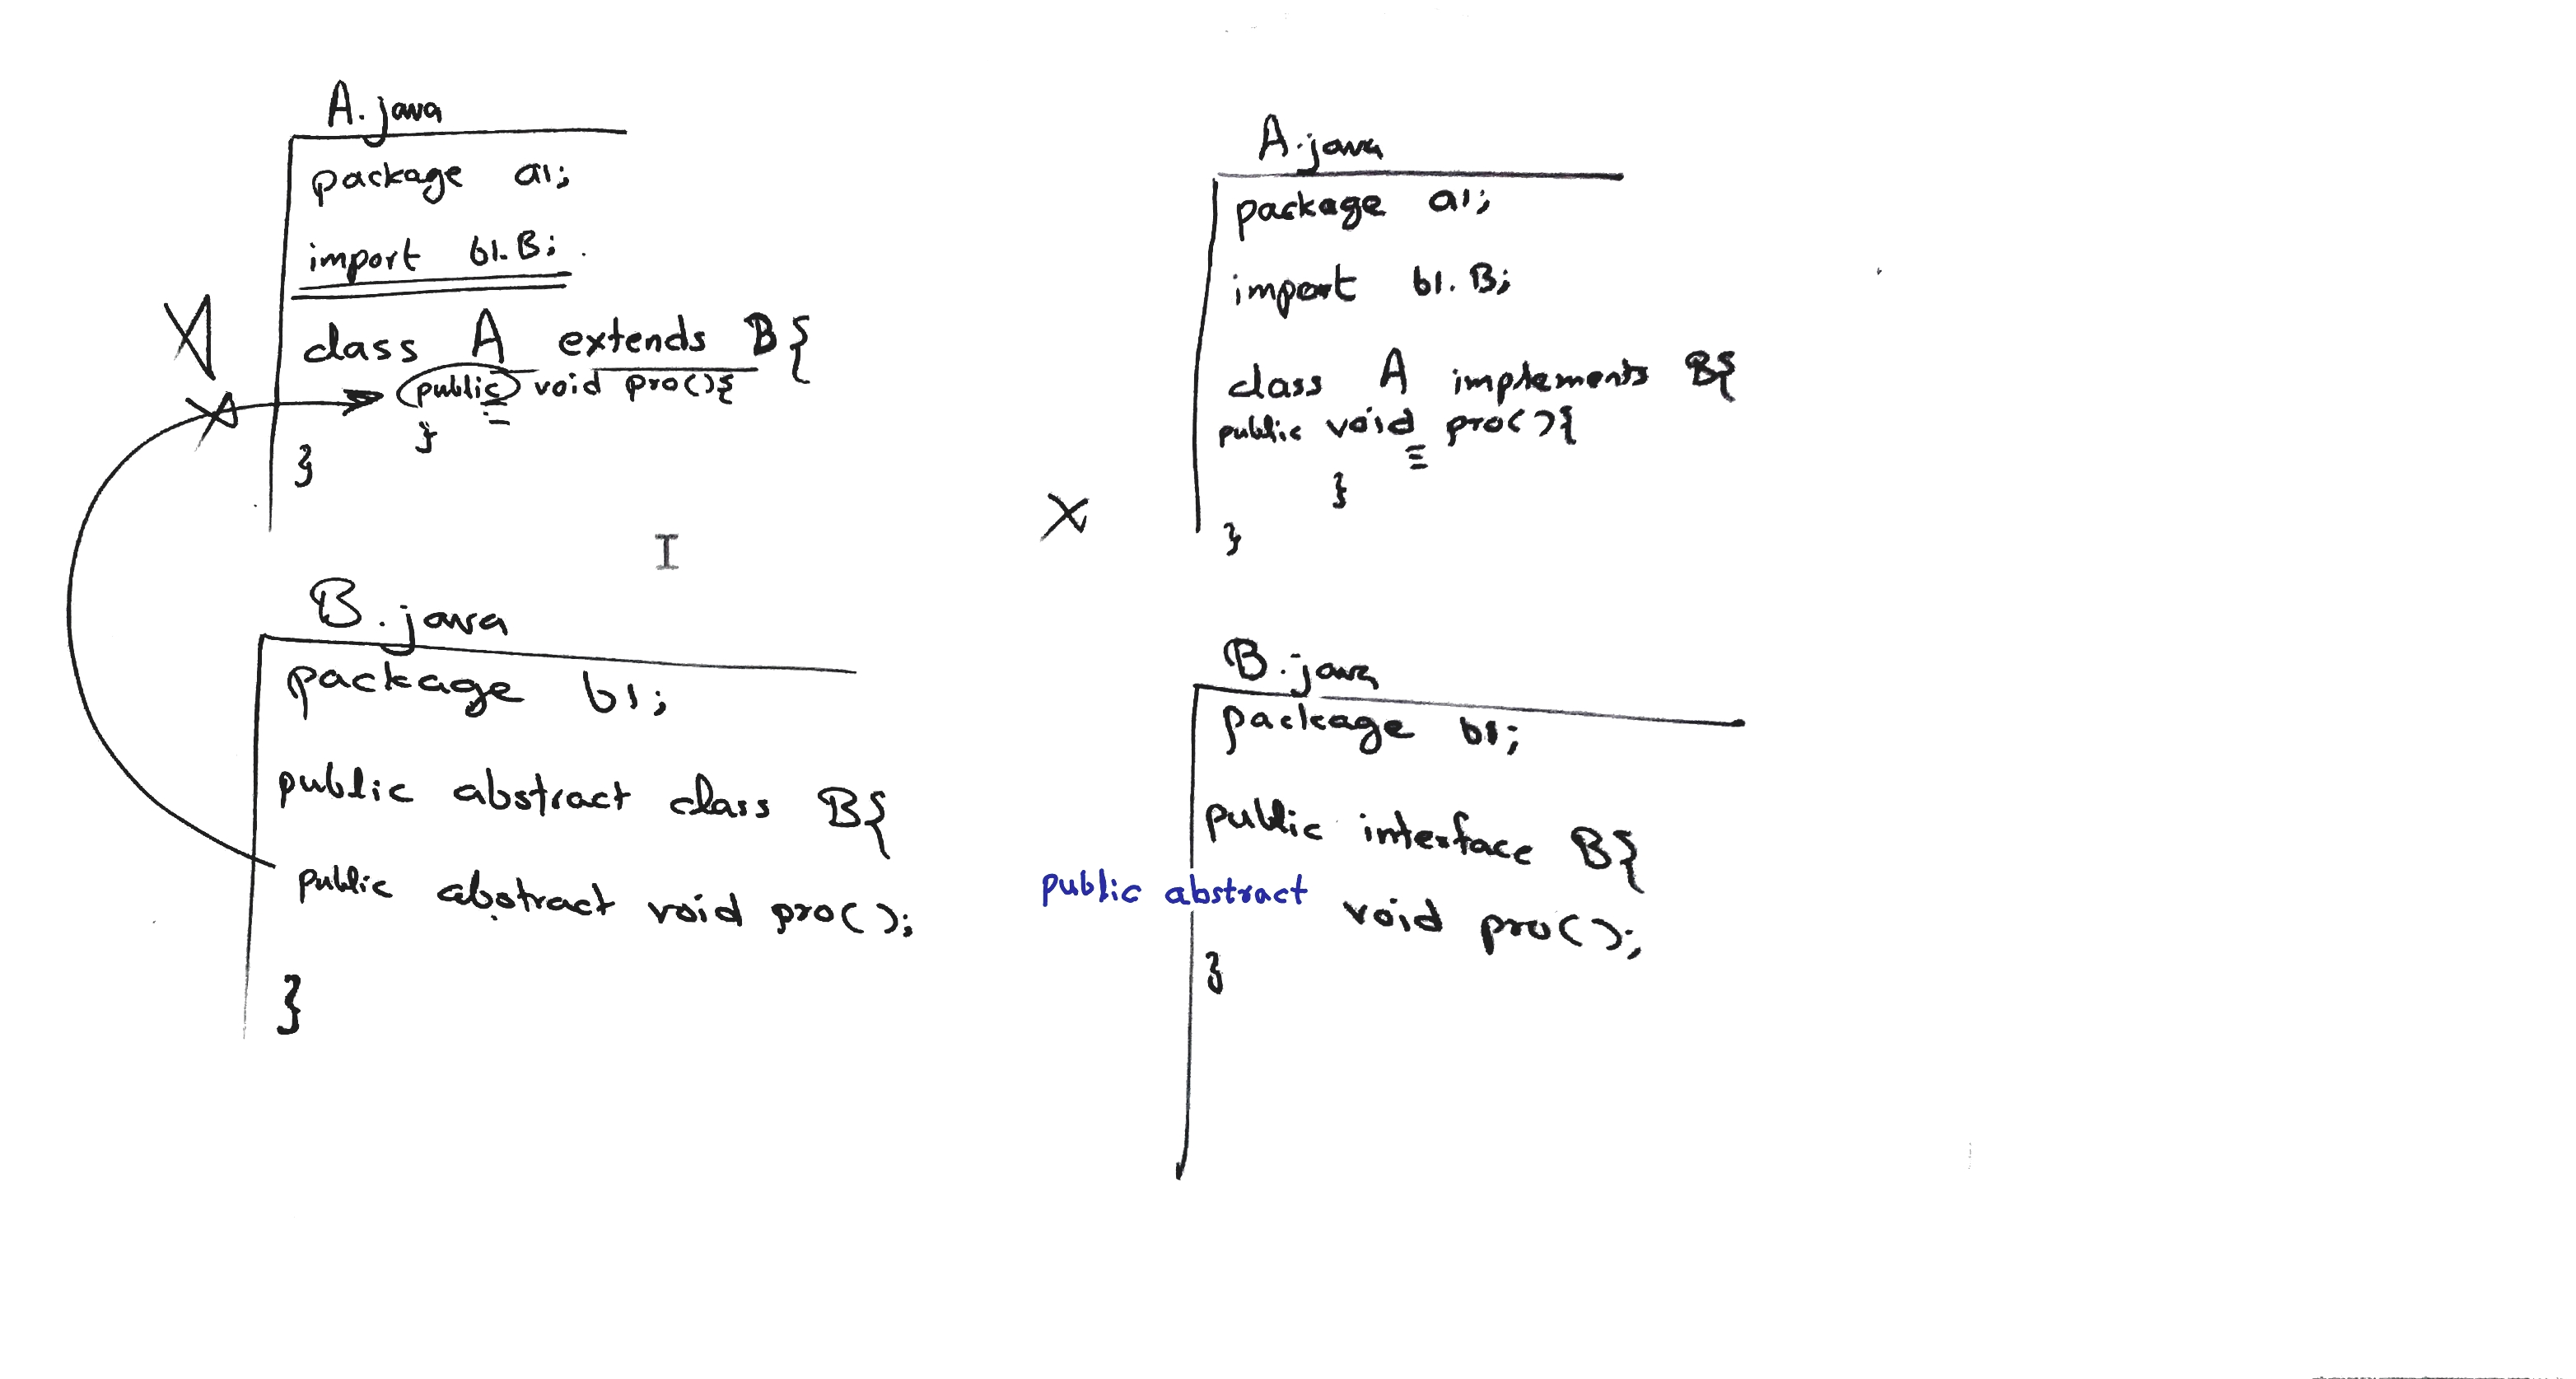 A.java
package a1;
import b1.B;
class A extends B{
public void pro(){
}
}
B.java
package b1;
public abstract class B{
public abstract void pro();
}
A.java
package a1;
import b1.B;
class A implements B{
public void pro(){
}
}
B.java
package b1;
public interface B{
public abstract void pro();
}